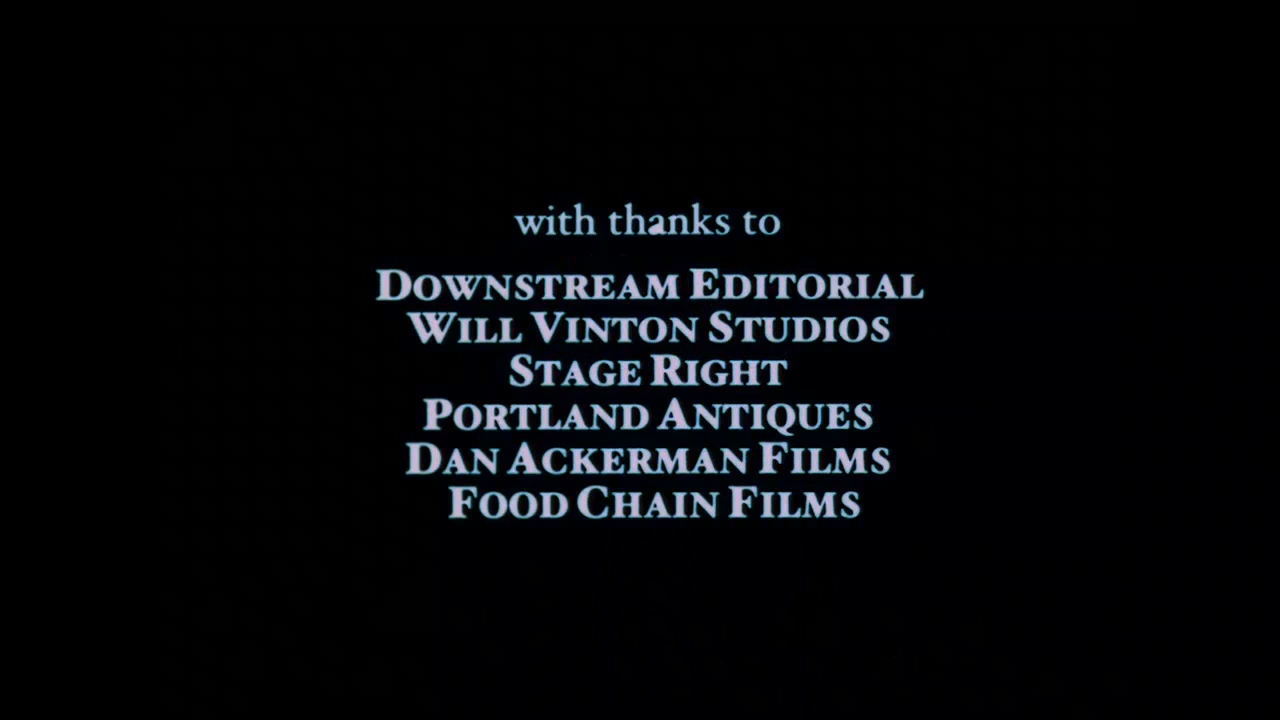 with thanks to
DOWNSTREAM EDITORIAL
WILL VINTON STUDIOS
STAGE RIGHT
PORTLAND ANTIQUES
DAN ACKERMAN FILMS
FOOD CHAIN FILMS